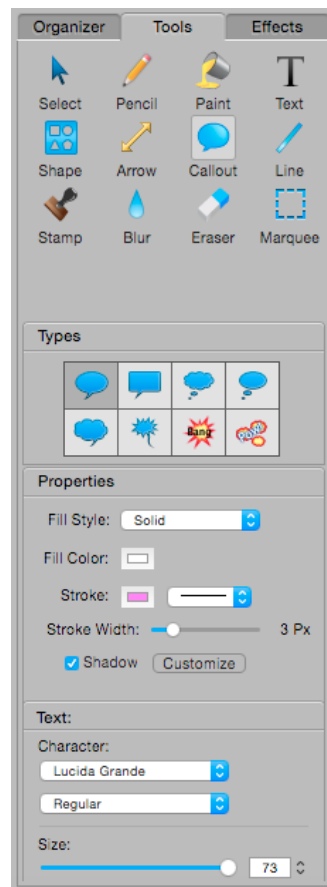 Organizer Tools Effects
Select Pencil Paint Text
Shape Arrow Callout Line
Stamp Blur Eraser Marquee
Types
Bang
Properties
Fill Style: Solid
Fill Color:
Stroke:
Stroke Width: 3 Px
Shadow Customize
Text:
Character:
Lucida Grande
Regular
Size:
73